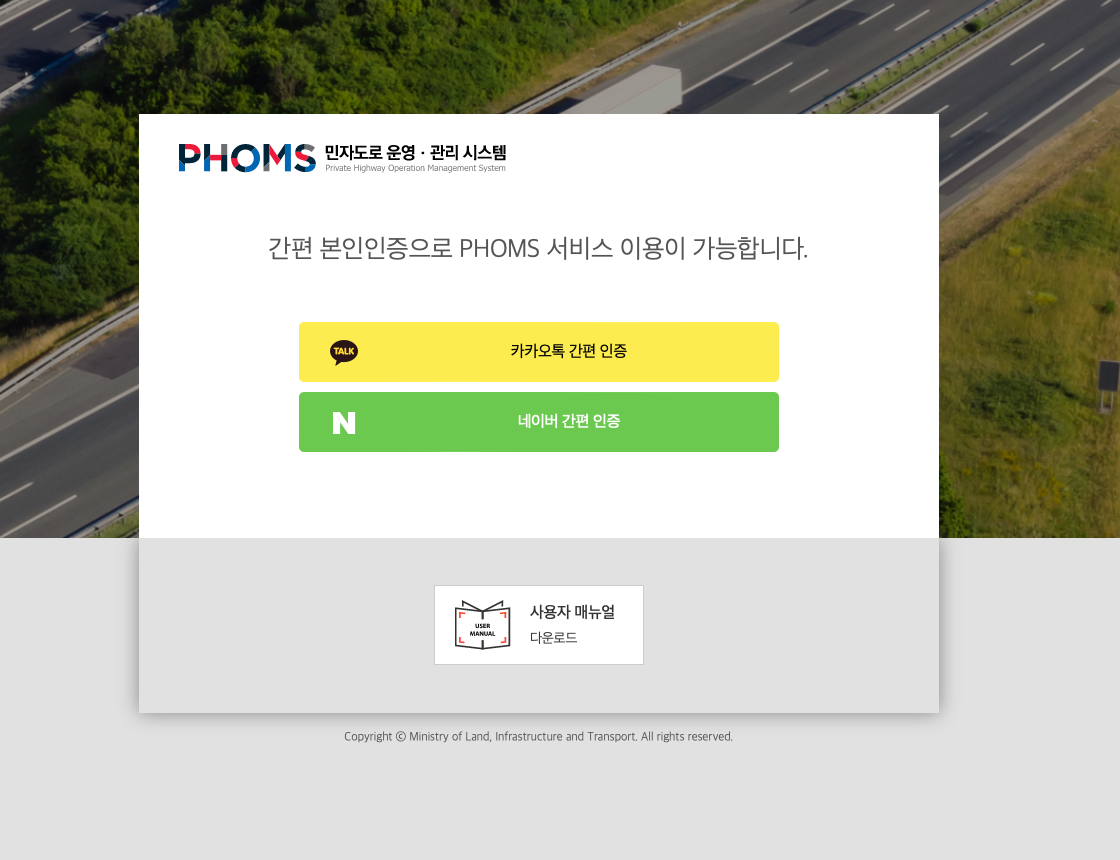 PHOMS 민자도로 운영 · 관리 시스템
Private Highway Operation Management System
간편 본인인증으로 PHOMS 서비스 이용이 가능합니다.
TALK 카카오톡 간편 인증
N 네이버 간편 인증
USER
MANUAL
사용자 매뉴얼
다운로드
Copyright ⓒ Ministry of Land, Infrastructure and Transport. All rights reserved.